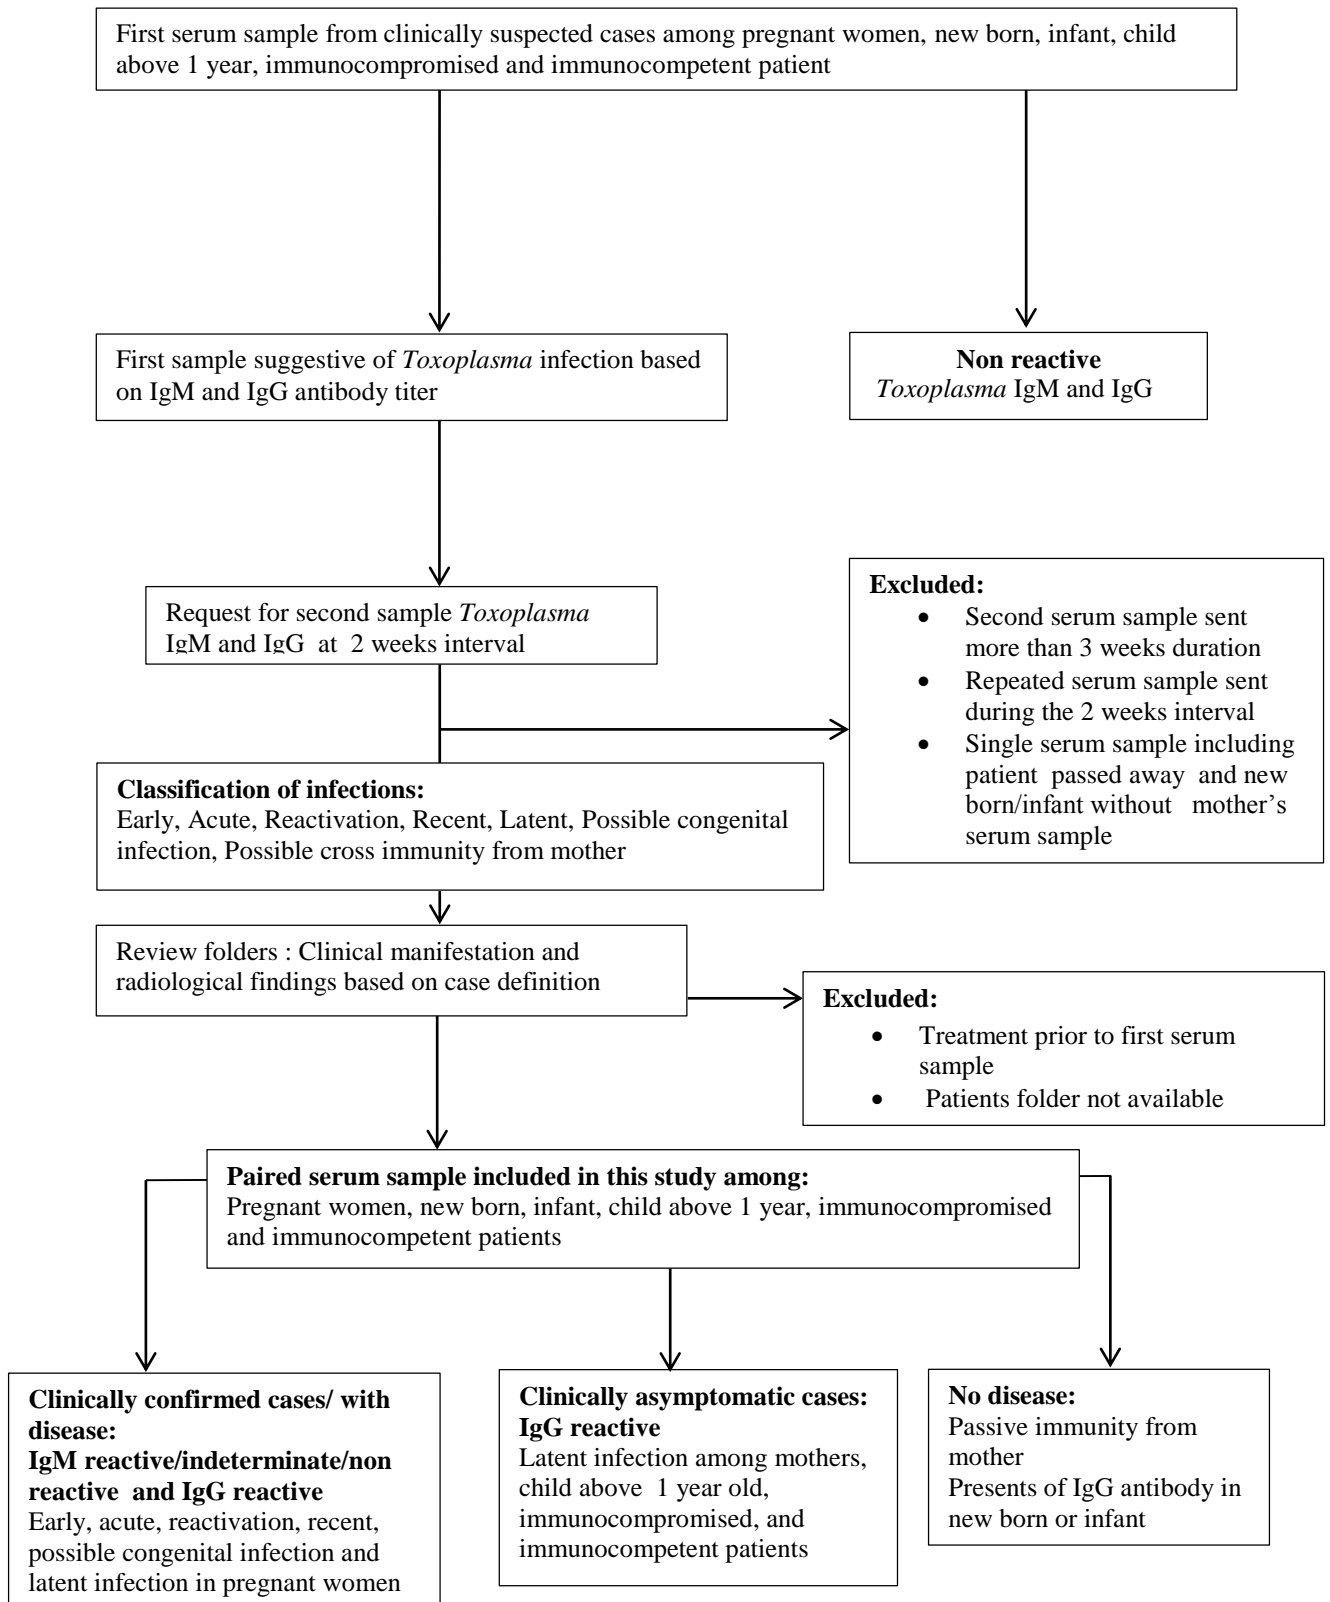 First serum sample from clinically suspected cases among pregnant women, new born, infant, child
above 1 year, immunocompromised and immunocompetent patient
First sample suggestive of Toxoplasma infection based
on IgM and IgG antibody titer
Non reactive
Toxoplasma IgM and IgG
Request for second sample Toxoplasma
IgM and IgG at 2 weeks interval
Excluded:
• Second serum sample sent
more than 3 weeks duration
• Repeated serum sample sent
during the 2 weeks interval
• Single serum sample including
patient passed away and new
born/infant without mother's
serum sample
Classification of infections:
Early, Acute, Reactivation, Recent, Latent, Possible congenital
infection, Possible cross immunity from mother
Review folders : Clinical manifestation and
radiological findings based on case definition
Excluded:
• Treatment prior to first serum
sample
• Patients folder not available
Paired serum sample included in this study among:
Pregnant women, new born, infant, child above 1 year, immunocompromised
and immunocompetent patients
Clinically confirmed cases/ with
disease:
IgM reactive/indeterminate/non
reactive and IgG reactive
Early, acute, reactivation, recent,
possible congenital infection and
latent infection in pregnant women
Clinically asymptomatic cases:
IgG reactive
Latent infection among mothers,
child above 1 year old,
immunocompromised, and
immunocompetent patients
No disease:
Passive immunity from
mother
Presents of IgG antibody in
new born or infant